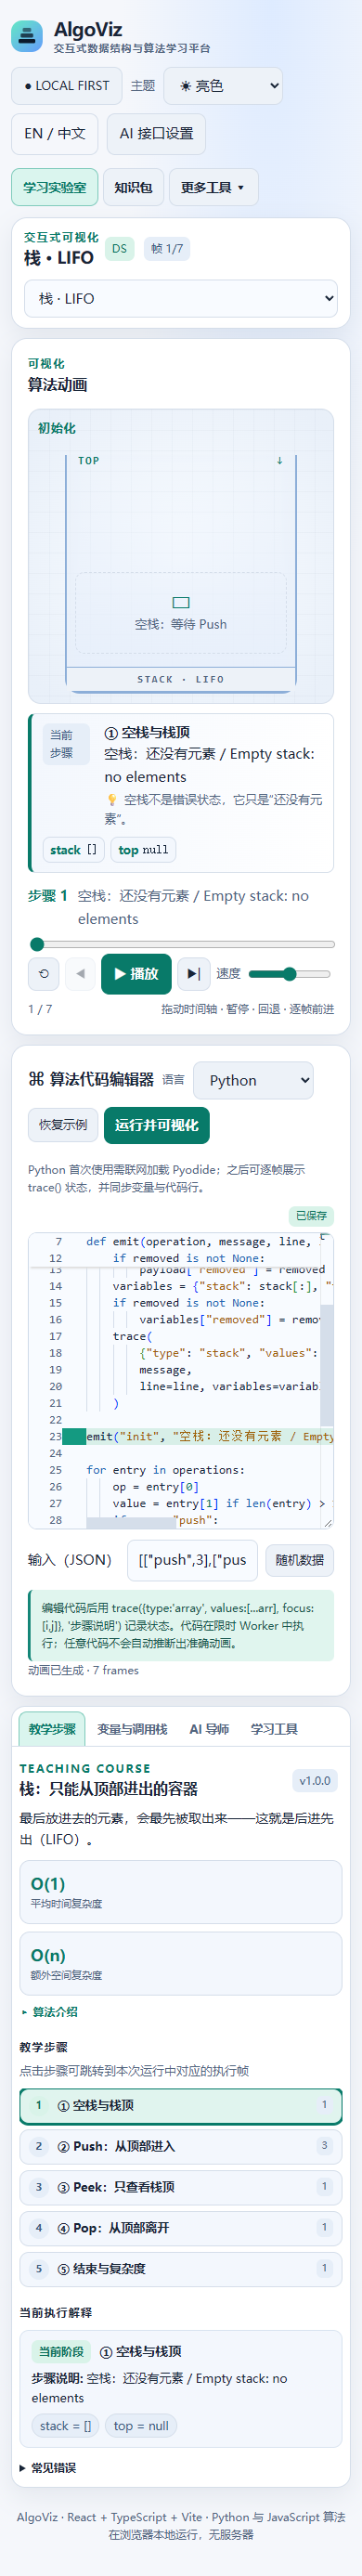 AlgoViz
交互式数据结构与算法学习平台
● LOCAL FIRST 主题 ☀ 亮色
EN / 中文 AI 接口设置
学习实验室 知识包 更多工具 ▼
交互式可视化
栈 · LIFO DS 帧 1/7
栈 · LIFO
可视化
算法动画
初始化
TOP ↓
空栈：等待 Push
STACK · LIFO
当前步骤 ① 空栈与栈顶
空栈：还没有元素 / Empty stack:
no elements
💡 空栈不是错误状态，它只是“还没有元
素”。
stack [] top null
步骤 1 空栈：还没有元素 / Empty stack: no
elements
⟲ ◀ ▶ 播放 ▶| 速度
1 / 7 拖动时间轴 · 暂停 · 回退 · 逐帧前进
⌘ 算法代码编辑器 语言 Python
恢复示例 运行并可视化
Python 首次使用需联网加载 Pyodide；之后可逐帧展示
trace() 状态，并同步变量与代码行。
已保存
7 def emit(operation, message, line,
12 if removed is not None:
13 payload["removed"] = removed
14 variables = {"stack": stack[:], "
15 if removed is not None:
16 variables["removed"] = remov
17 trace(
18 {"type": "stack", "values":
19 message,
20 line=line, variables=variabl
21 )
22
23 emit("init", "空栈：还没有元素 / Empty
24
25 for entry in operations:
26 op = entry[0]
27 value = entry[1] if len(entry) >
28 "push":
输入（JSON） [["push",3],["pus 随机数据
编辑代码后用 trace({type:'array', values:[...arr], focus:
[i,j]}, '步骤说明') 记录状态。代码在限时 Worker 中执
行；任意代码不会自动推断出准确动画。
动画已生成 · 7 frames
教学步骤 变量与调用栈 AI 导师 学习工具
TEACHING COURSE
栈：只能从顶部进出的容器 v1.0.0
最后放进去的元素，会最先被取出来——这就是后进先
出（LIFO）。
O(1)
平均时间复杂度
O(n)
额外空间复杂度
▸ 算法介绍
教学步骤
点击步骤可跳转到本次运行中对应的执行帧
1 ① 空栈与栈顶 1
2 ② Push：从顶部进入 3
3 ③ Peek：只查看栈顶 1
4 ④ Pop：从顶部离开 1
5 ⑤ 结束与复杂度 1
当前执行解释
当前阶段 ① 空栈与栈顶
步骤说明: 空栈：还没有元素 / Empty stack: no
elements
stack = [] top = null
▶ 常见错误
AlgoViz · React + TypeScript + Vite · Python 与 JavaScript 算法
在浏览器本地运行，无服务器